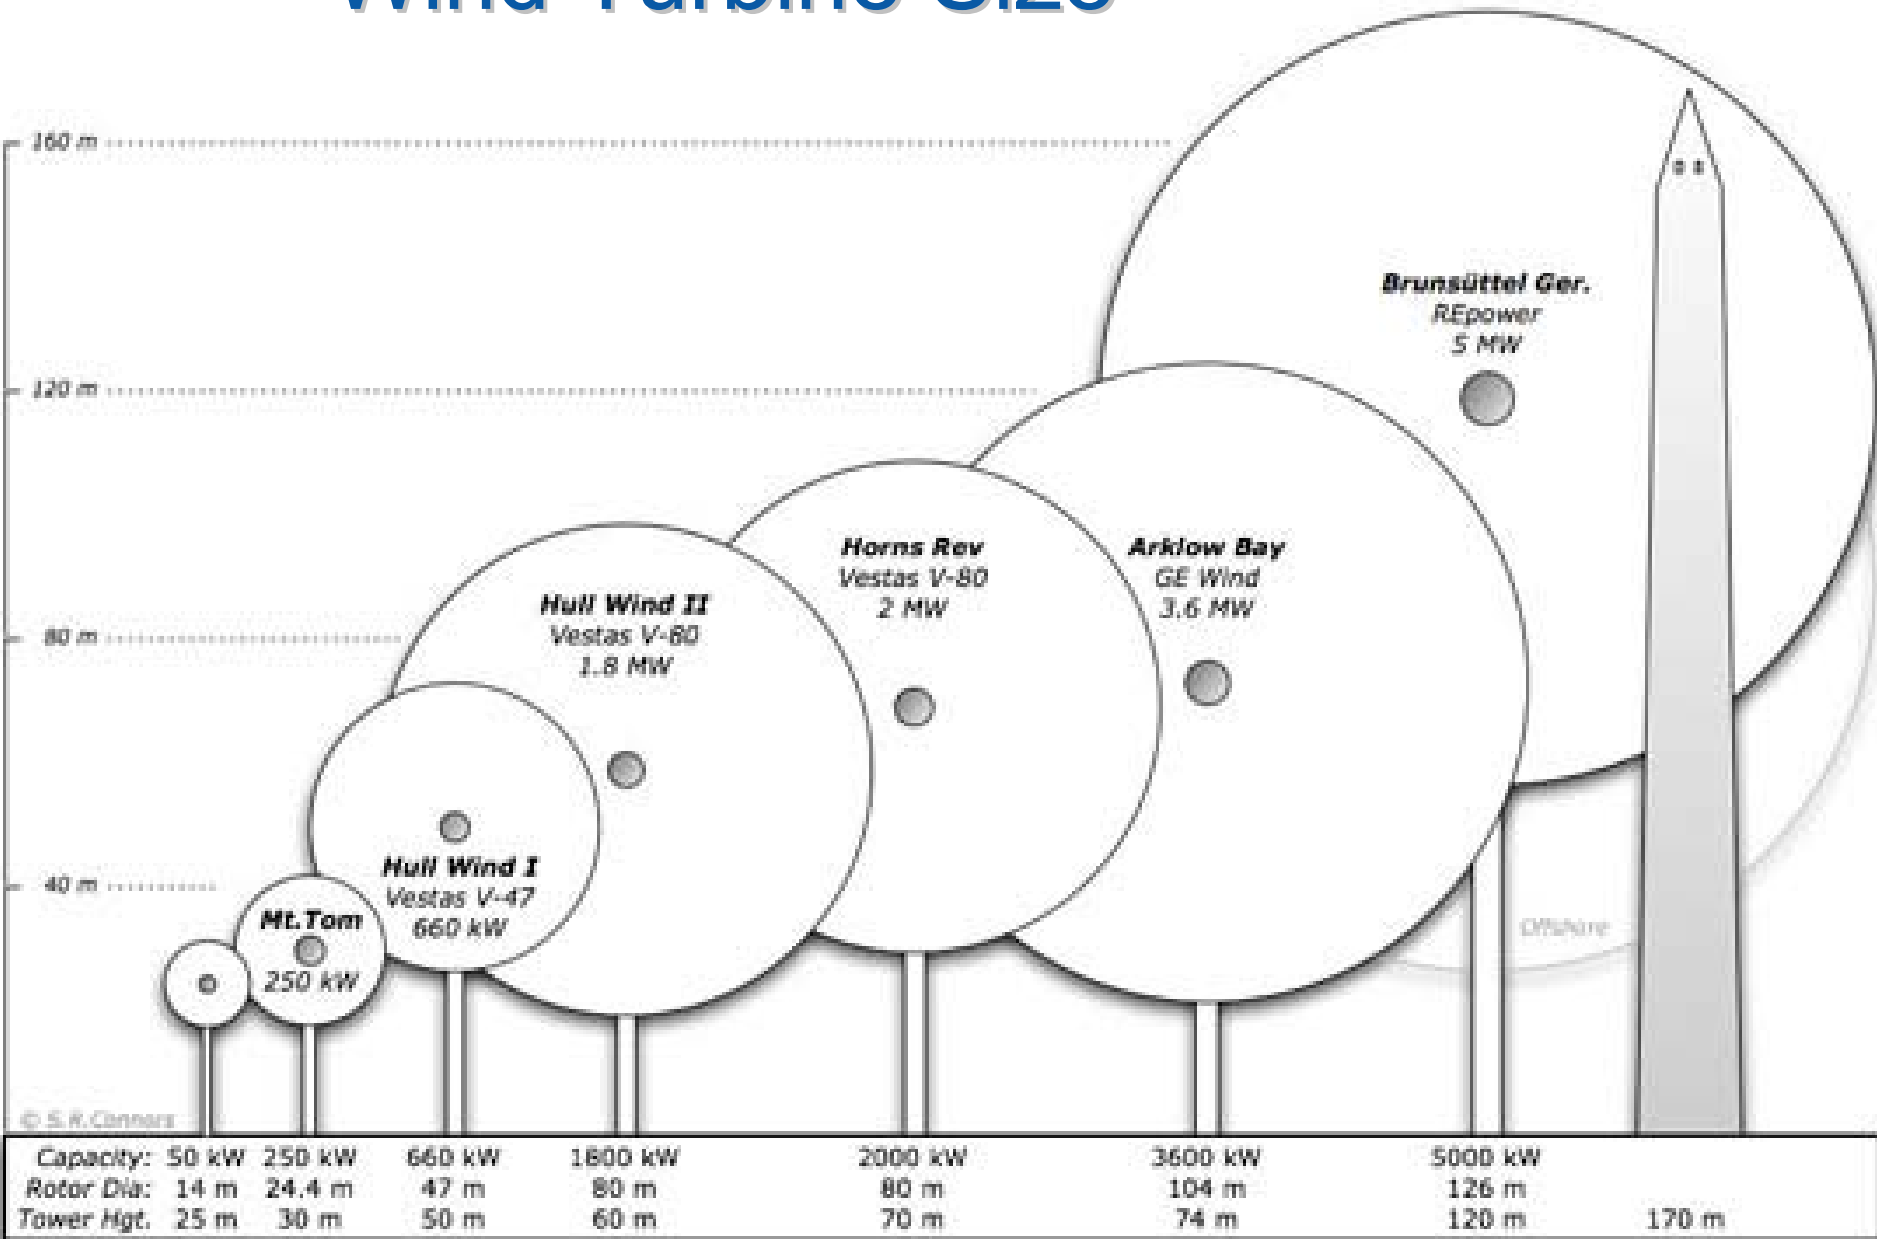 Wind Turbine Size
160 m
120 m
80 m
40 m
Brunsüttel Ger.
REpower
5 MW
Horns Rev
Vestas V-80
2 MW
Arklow Bay
GE Wind
3.6 MW
Hull Wind II
Vestas V-80
1.8 MW
Hull Wind I
Vestas V-47
660 kW
Mt.Tom
250 kW
Offshore
© S.R.Connors
Capacity: 50 kW 250 kW 660 kW 1800 kW 2000 kW 3600 kW 5000 kW
Rotor Dia: 14 m 24.4 m 47 m 80 m 80 m 104 m 126 m
Tower Hgt. 25 m 30 m 50 m 60 m 70 m 74 m 120 m 170 m